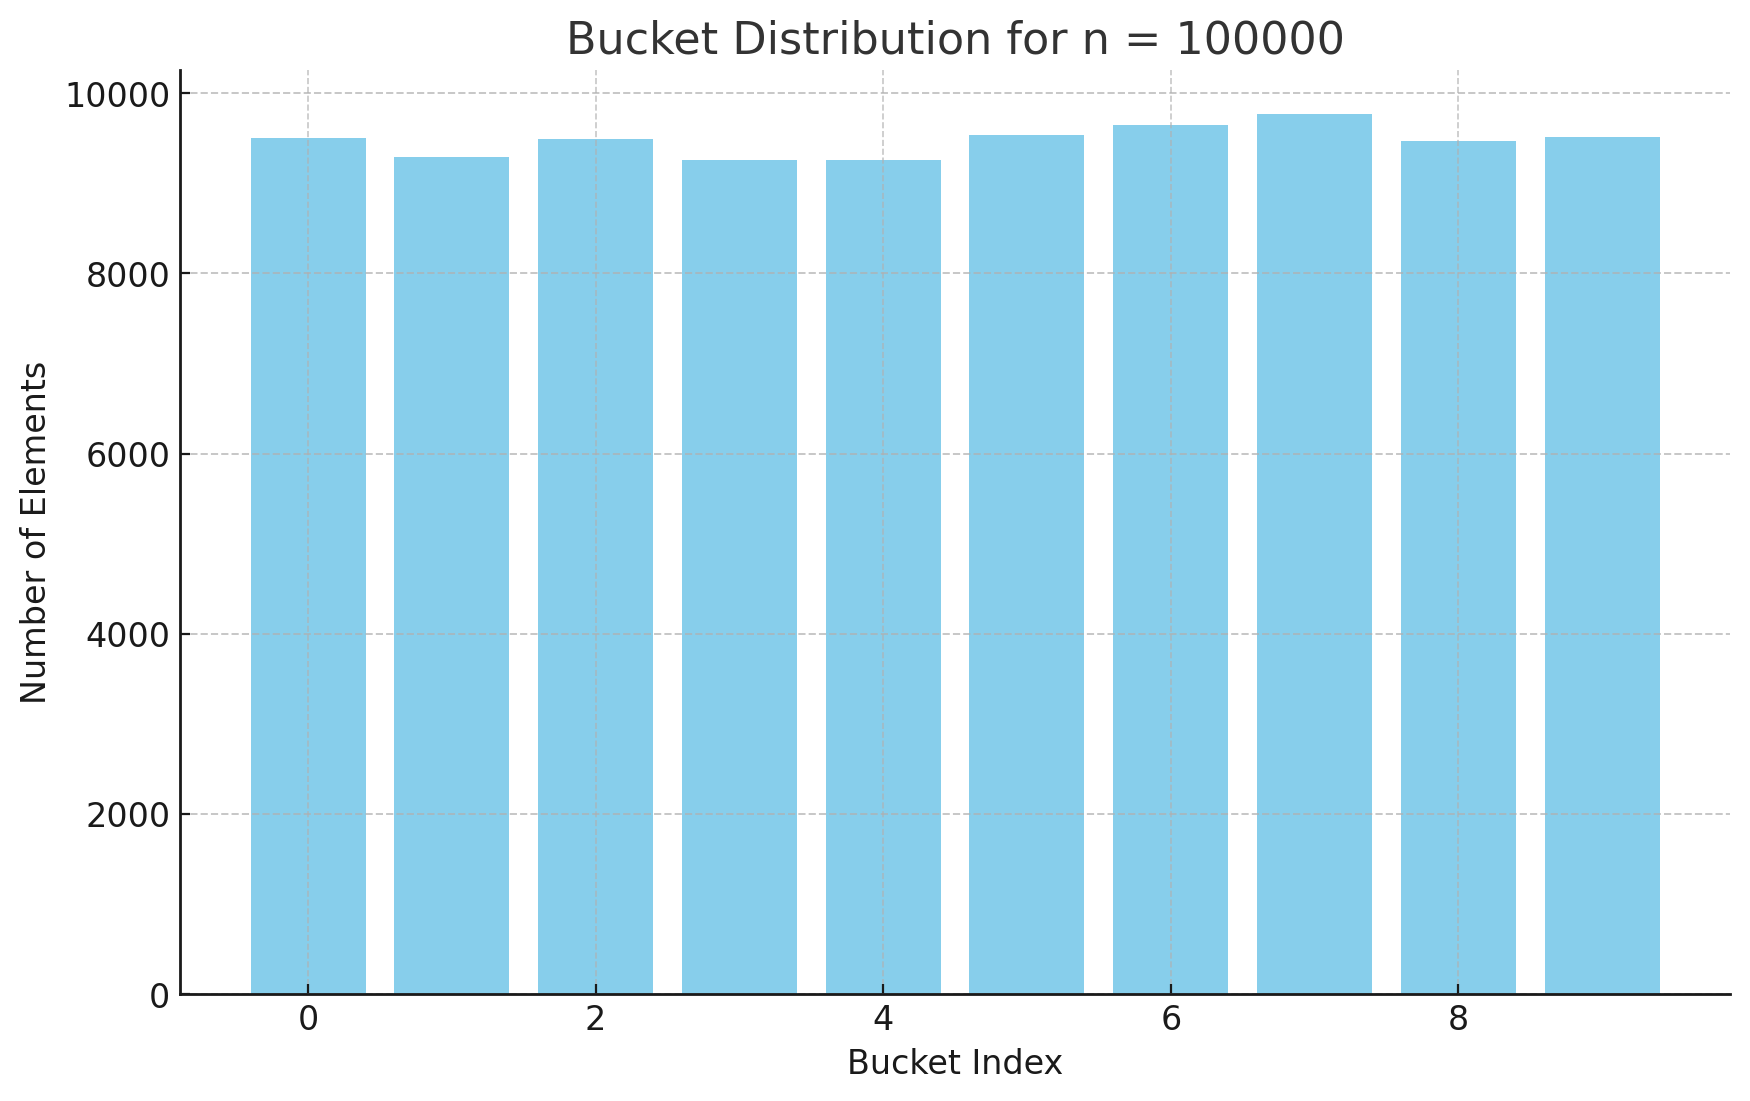 Bucket Distribution for n = 100000
10000
8000
6000
4000
2000
0
Number of Elements
0 2 4 6 8
Bucket Index